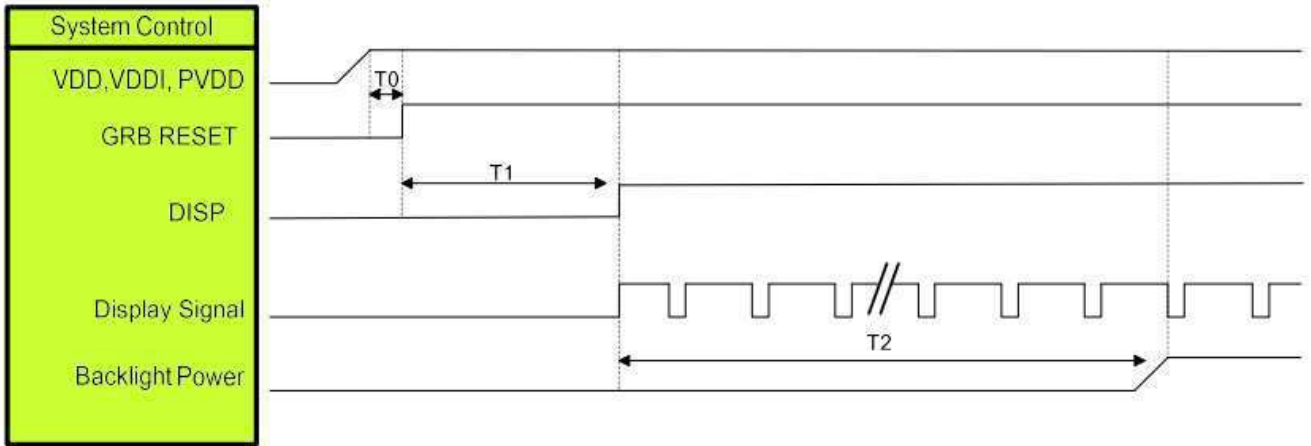 System Control
VDD,VDDI, PVDD
T0
GRB RESET
T1
DISP
Display Signal
T2
Backlight Power